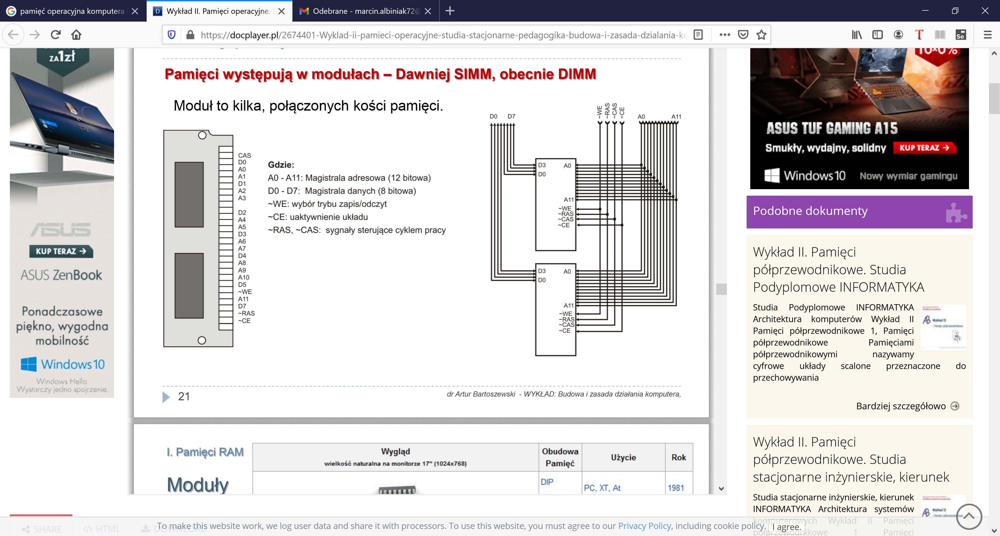 pamięć operacyjna komputera
Wykład II. Pamięci operacyjne. S
Odebrane - marcin.albiniak72@
https://docplayer.pl/2674401-Wyklad-ii-pamieci-operacyjne-studia-stacjonarne-pedagogika-budowa-i-zasada-dzialania-ko
ZA 1zł
ASUS
KUP TERAZ
ASUS ZenBook
Ponadczasowe
piękno, wygodna
mobilność
Windows 10
Windows Hello.
Wystarczy jedno spojrzenie.
Pamięci występują w modułach – Dawniej SIMM, obecnie DIMM
Moduł to kilka, połączonych kości pamięci.
CAS
D0
A0
A1
D1
A2
A3
D2
A4
A5
D3
A6
A7
D4
A8
A9
A10
D5
~WE
A11
D7
~RAS
~CE
Gdzie:
A0 - A11: Magistrala adresowa (12 bitowa)
D0 - D7: Magistrala danych (8 bitowa)
~WE: wybór trybu zapis/odczyt
~CE: uaktywnienie układu
~RAS, ~CAS: sygnały sterujące cyklem pracy
D0 D7 ~WE ~RAS ~CAS ~CE A0 A11
D3 A0
D0
A11
~WE
~RAS
~CAS
~CE
D3 A0
D0
A11
~WE
~RAS
~CAS
~CE
21
dr Artur Bartoszewski - WYKŁAD: Budowa i zasada działania komputera,
I. Pamięci RAM
Moduły
Wygląd
wielkość naturalna na monitorze 17" (1024x768)
Obudowa
Pamięć
Użycie
Rok
DIP
PC, XT, At
1981
10x0%
ASUS TUF GAMING A15
Smukły, wydajny, solidny
KUP TERAZ
Windows 10
Nowy wymiar gamingu
Podobne dokumenty
Wykład II. Pamięci
półprzewodnikowe. Studia
Podyplomowe INFORMATYKA
Studia Podyplomowe INFORMATYKA
Architektura komputerów Wykład II
Pamięci półprzewodnikowe 1, Pamięci
półprzewodnikowe Pamięciami
półprzewodnikowymi nazywamy
cyfrowe układy scalone przeznaczone do
przechowywania
Bardziej szczegółowo
Wykład II. Pamięci
półprzewodnikowe. Studia
stacjonarne inżynierskie, kierunek
Studia stacjonarne inżynierskie, kierunek
INFORMATYKA Architektura systemów
komputerowych Wykład II Pamięci
półprzewodnikowe 1 Pamięci
SHARE
HTML
DOWNLOAD
To make this website work, we log user data and share it with processors. To use this website, you must agree to our Privacy Policy, including cookie policy.
I agree.